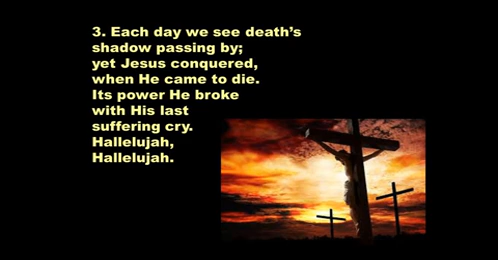 3. Each day we see death's
shadow passing by;
yet Jesus conquered,
when He came to die.
Its power He broke
with His last
suffering cry.
Hallelujah,
Hallelujah.